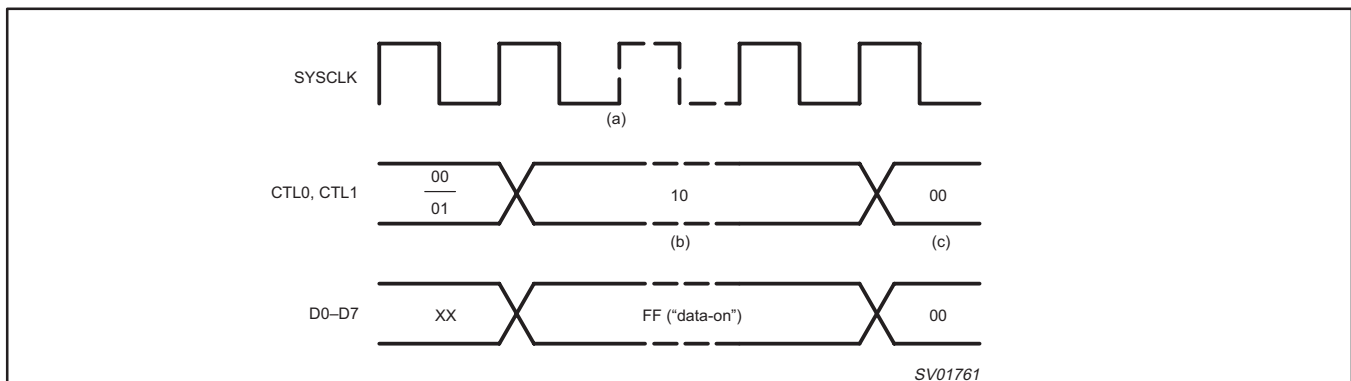 SYSCLK
(a)
CTL0, CTL1
00
01
10
00
(b)
(c)
D0–D7
XX
FF (“data-on”)
00
SV01761